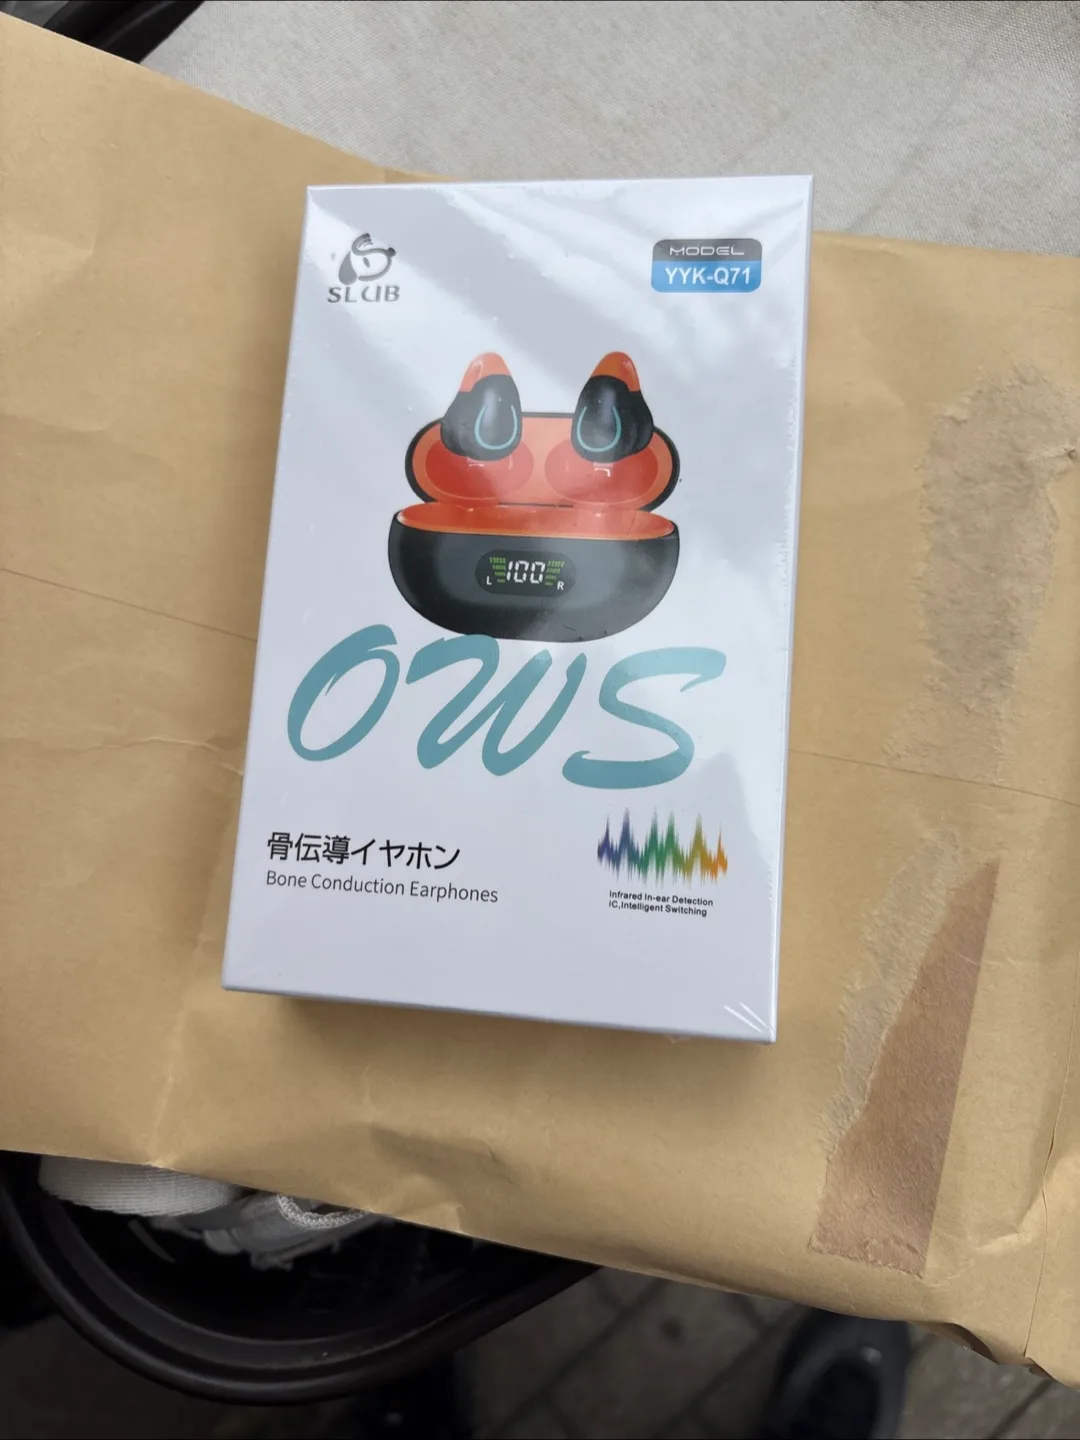 SLUB
MODEL
YYK-Q71
L 100 R
OWS
骨伝導イヤホン
Bone Conduction Earphones
Infrared In-ear Detection
IC,Intelligent Switching